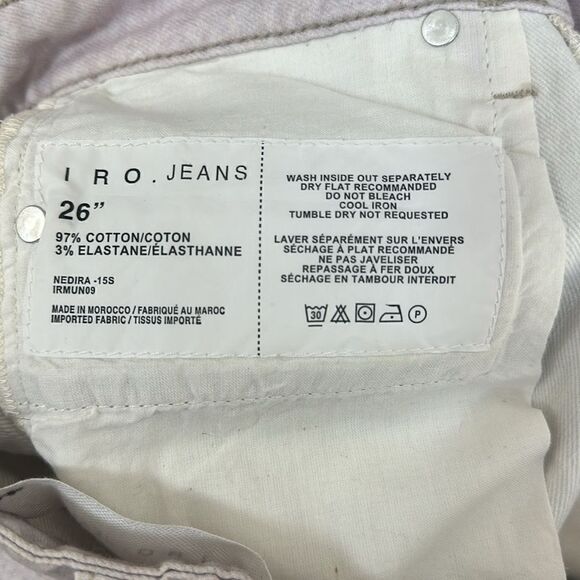 IRO. JEANS
26”
97% COTTON/COTON
3% ELASTANE/ÉLASTHANNE
NEDIRA -15S
IRMUN09
MADE IN MOROCCO / FABRIQUÉ AU MAROC
IMPORTED FABRIC / TISSUS IMPORTÉ
WASH INSIDE OUT SEPARATELY
DRY FLAT RECOMMANDED
DO NOT BLEACH
COOL IRON
TUMBLE DRY NOT REQUESTED
LAVER SÉPARÉMENT SUR L'ENVERS
SÉCHAGE À PLAT RECOMMANDÉ
NE PAS JAVELISER
REPASSAGE À FER DOUX
SÉCHAGE EN TAMBOUR INTERDIT
30 P